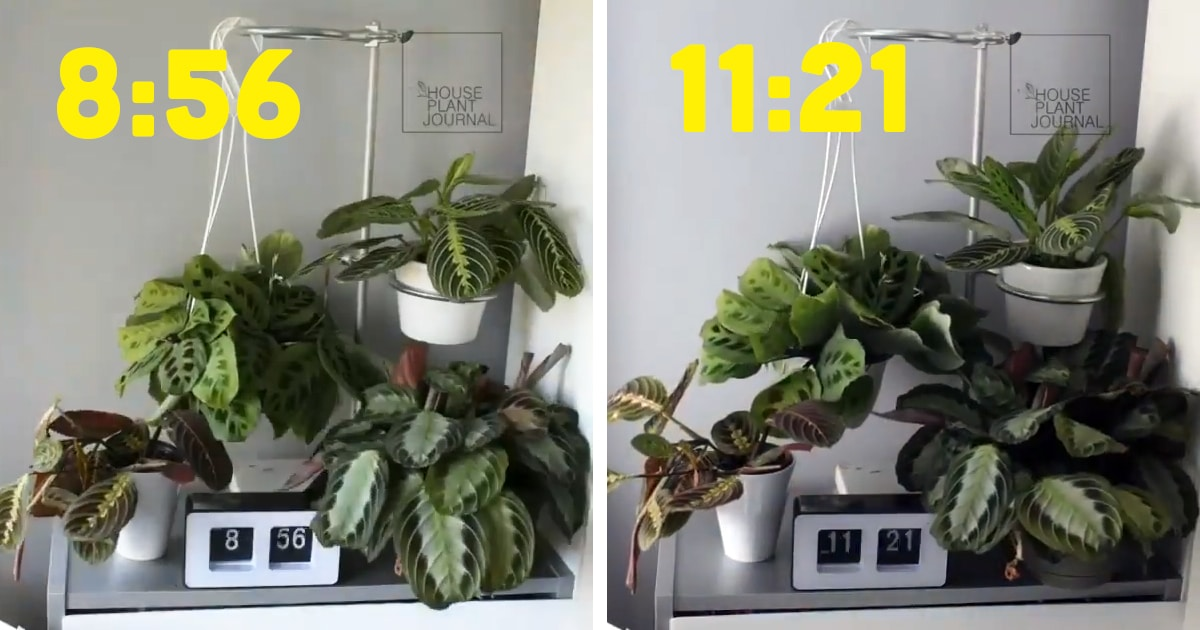 8:56
HOUSE
PLANT
JOURNAL
8 56
11:21
HOUSE
PLANT
JOURNAL
11 21